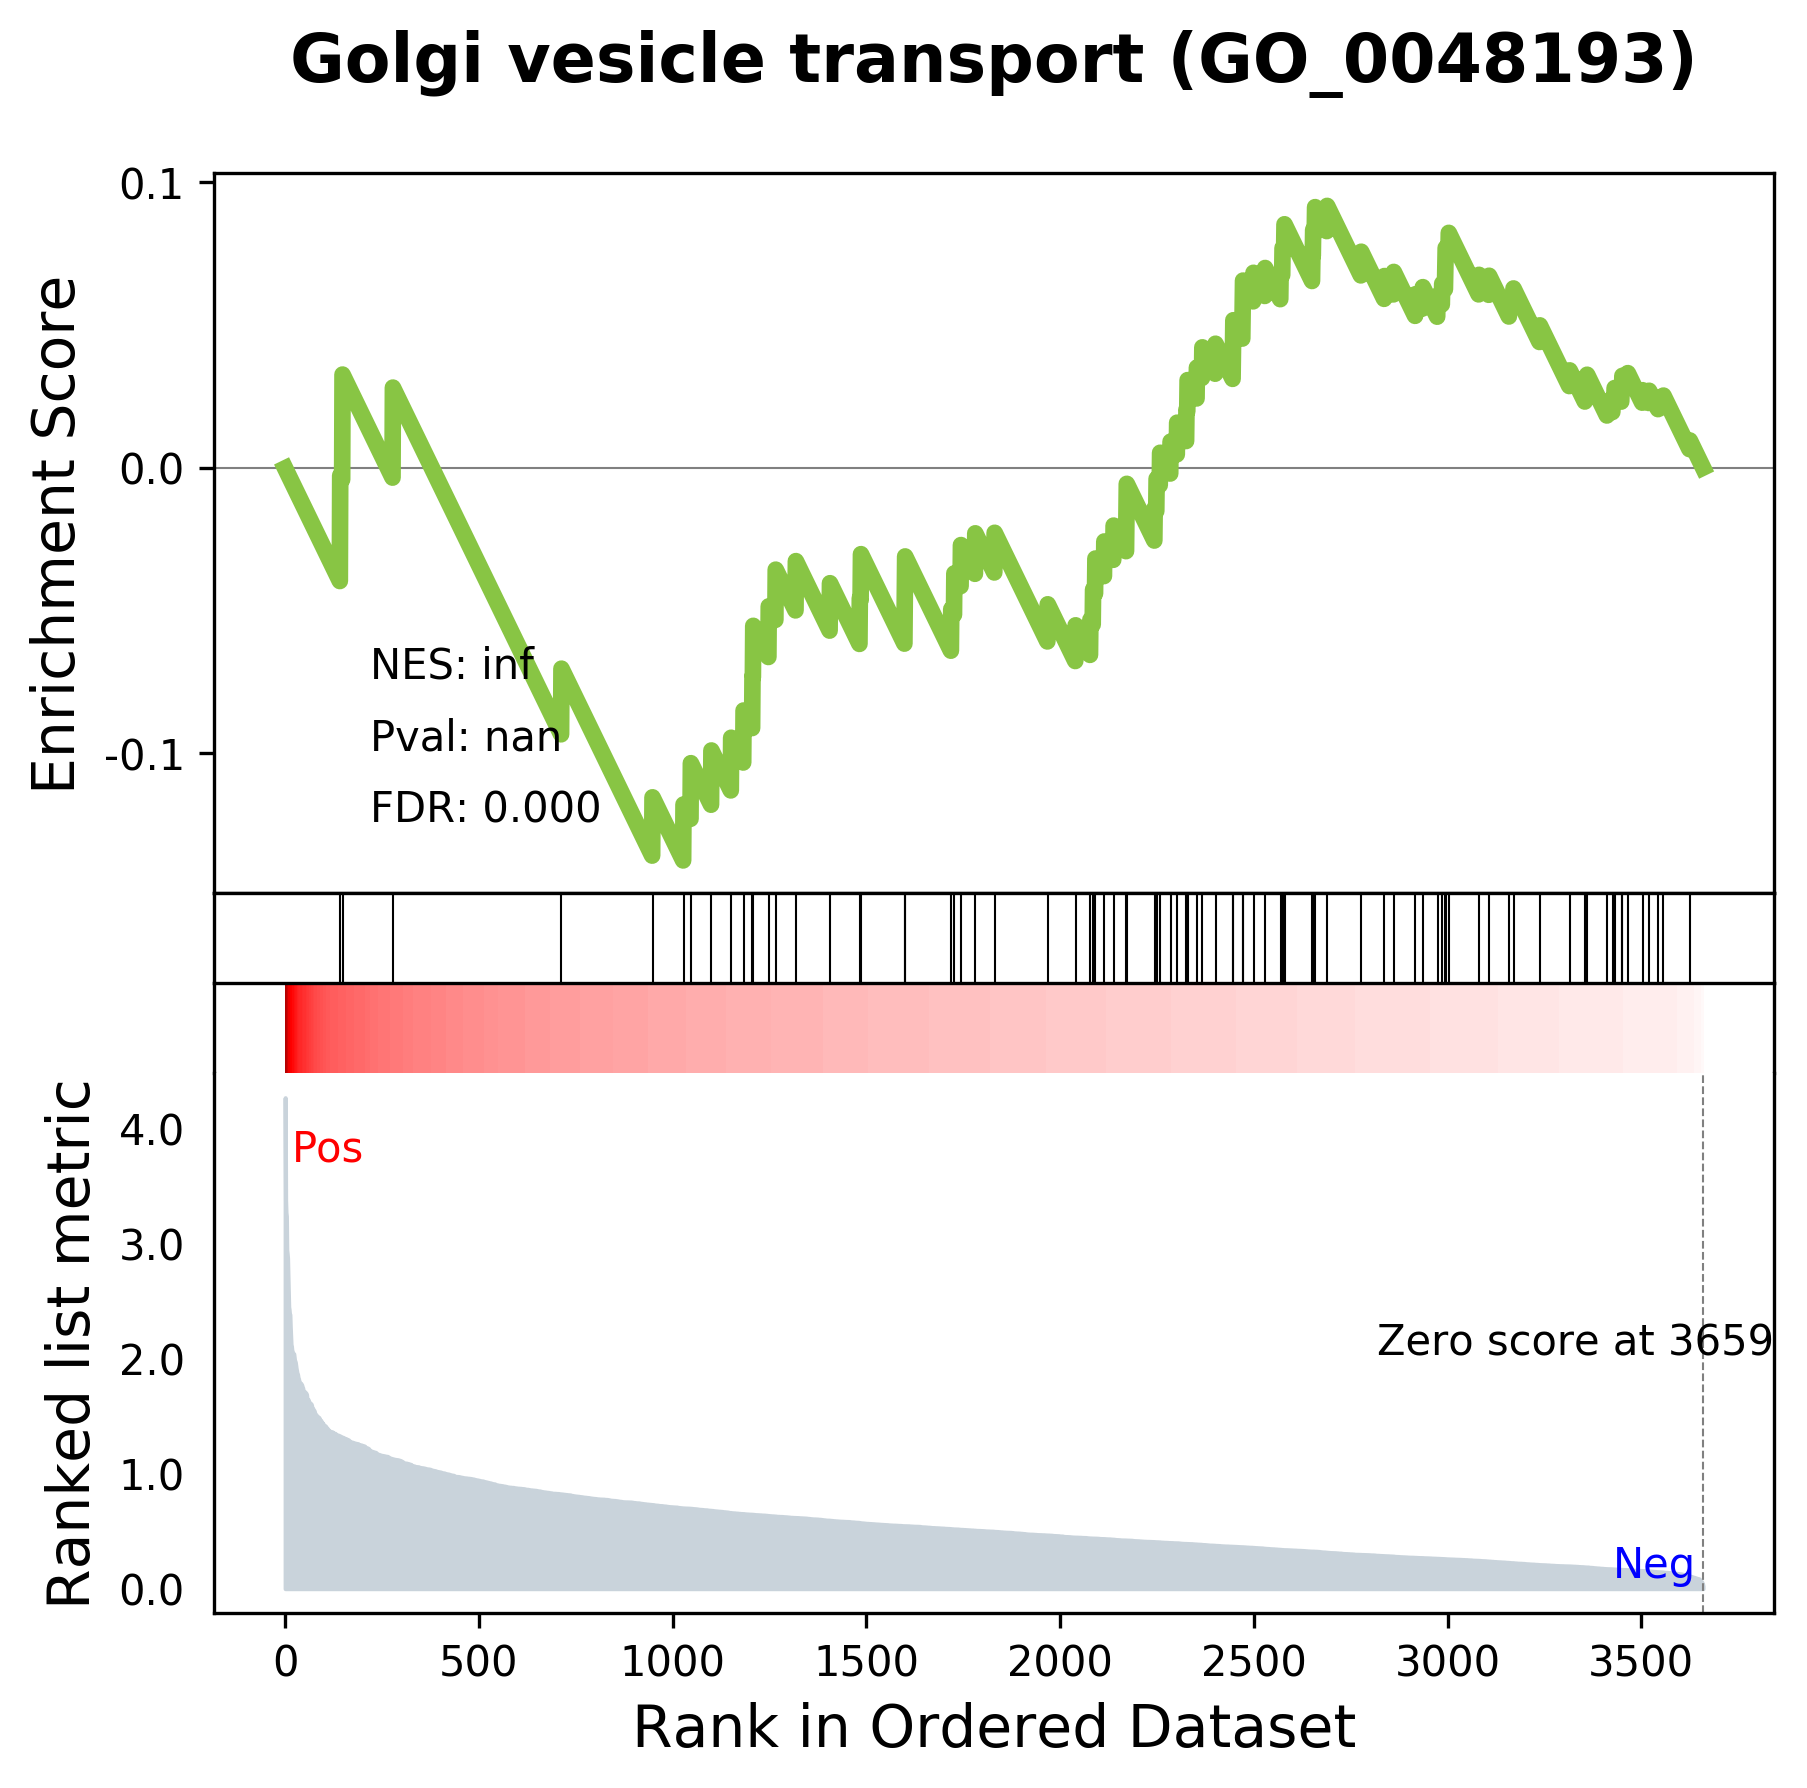 Golgi vesicle transport (GO_0048193)
Enrichment Score
0.1
0.0
-0.1
NES: inf
Pval: nan
FDR: 0.000
Ranked list metric
4.0
3.0
2.0
1.0
0.0
Pos
Zero score at 3659
Neg
0 500 1000 1500 2000 2500 3000 3500
Rank in Ordered Dataset